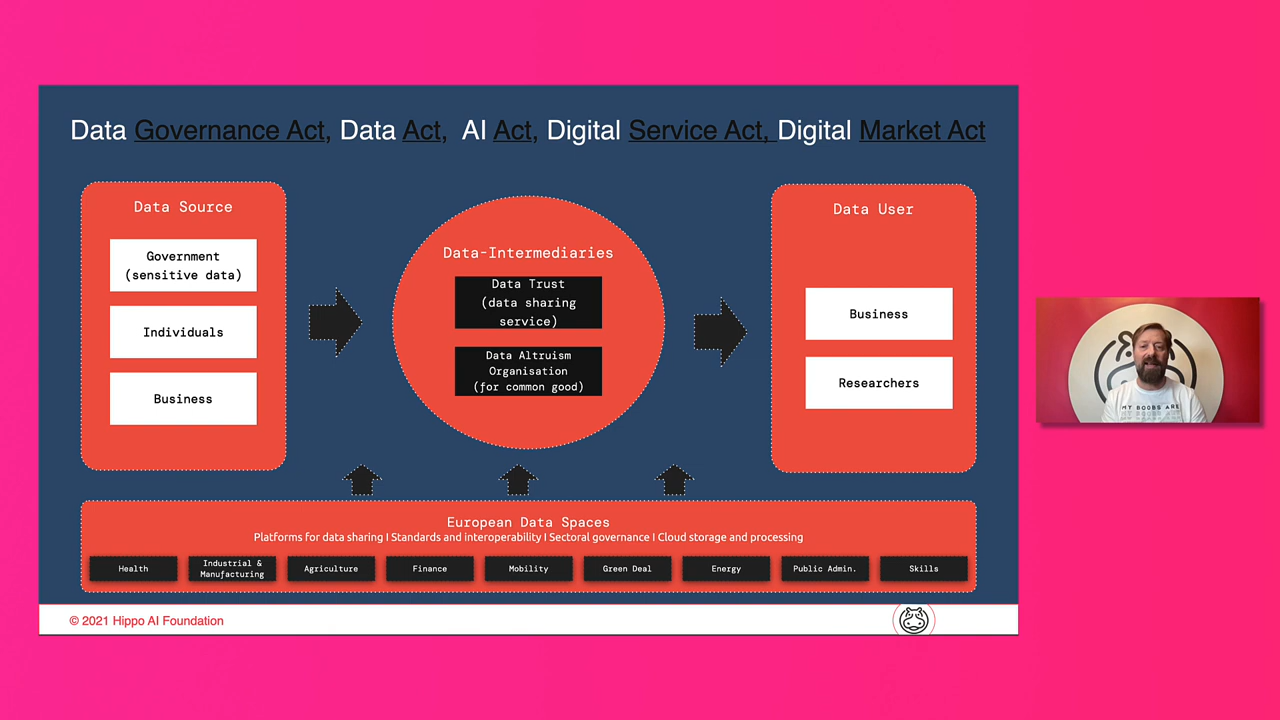 Data Governance Act, Data Act, AI Act, Digital Service Act, Digital Market Act
Data Source
Government
(sensitive data)
Individuals
Business
Data-Intermediaries
Data Trust
(data sharing
service)
Data Altruism
Organisation
(for common good)
Data User
Business
Researchers
European Data Spaces
Platforms for data sharing I Standards and interoperability I Sectoral governance I Cloud storage and processing
Health
Industrial &
Manufacturing
Agriculture
Finance
Mobility
Green Deal
Energy
Public Admin.
Skills
© 2021 Hippo AI Foundation
MY BOOBS ARE